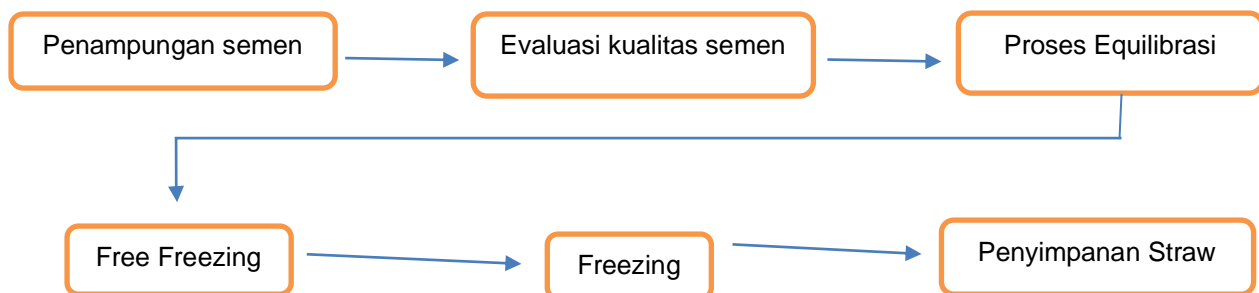 Penampungan semen
Evaluasi kualitas semen
Proses Equilibrasi
Free Freezing
Freezing
Penyimpanan Straw